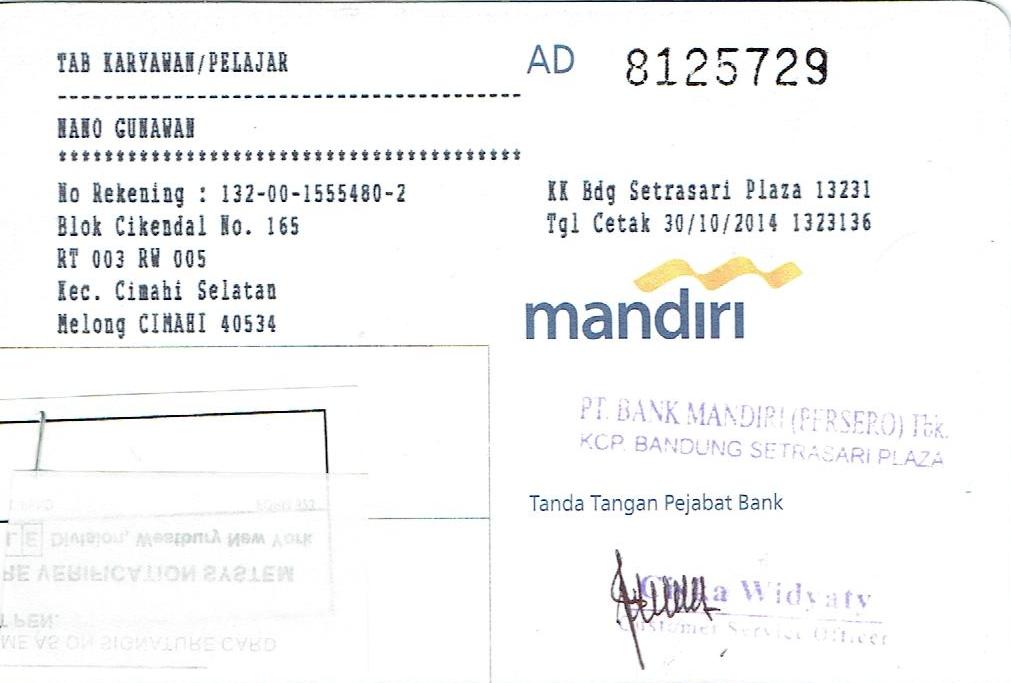 TAB KARYAWAN/PELAJAR
AD 8125729
NANO GUNAWAN
No Rekening : 132-00-1555480-2
Blok Cikendal No. 165
RT 003 RW 005
Kec. Cimahi Selatan
Melong CIMAHI 40534
KK Bdg Setrasari Plaza 13231
Tgl Cetak 30/10/2014 1323136
mandırı
PT. BANK MANDIRI (PERSERO) Tbk.
KCP. BANDUNG SETRASARI PLAZA
Tanda Tangan Pejabat Bank
Widyaty
Customer Service Officer
FORM 923
L E Division, Westbury New York
RE VERIFICATION SYSTEM
T PEN.
ME AS ON SIGNATURE CARD